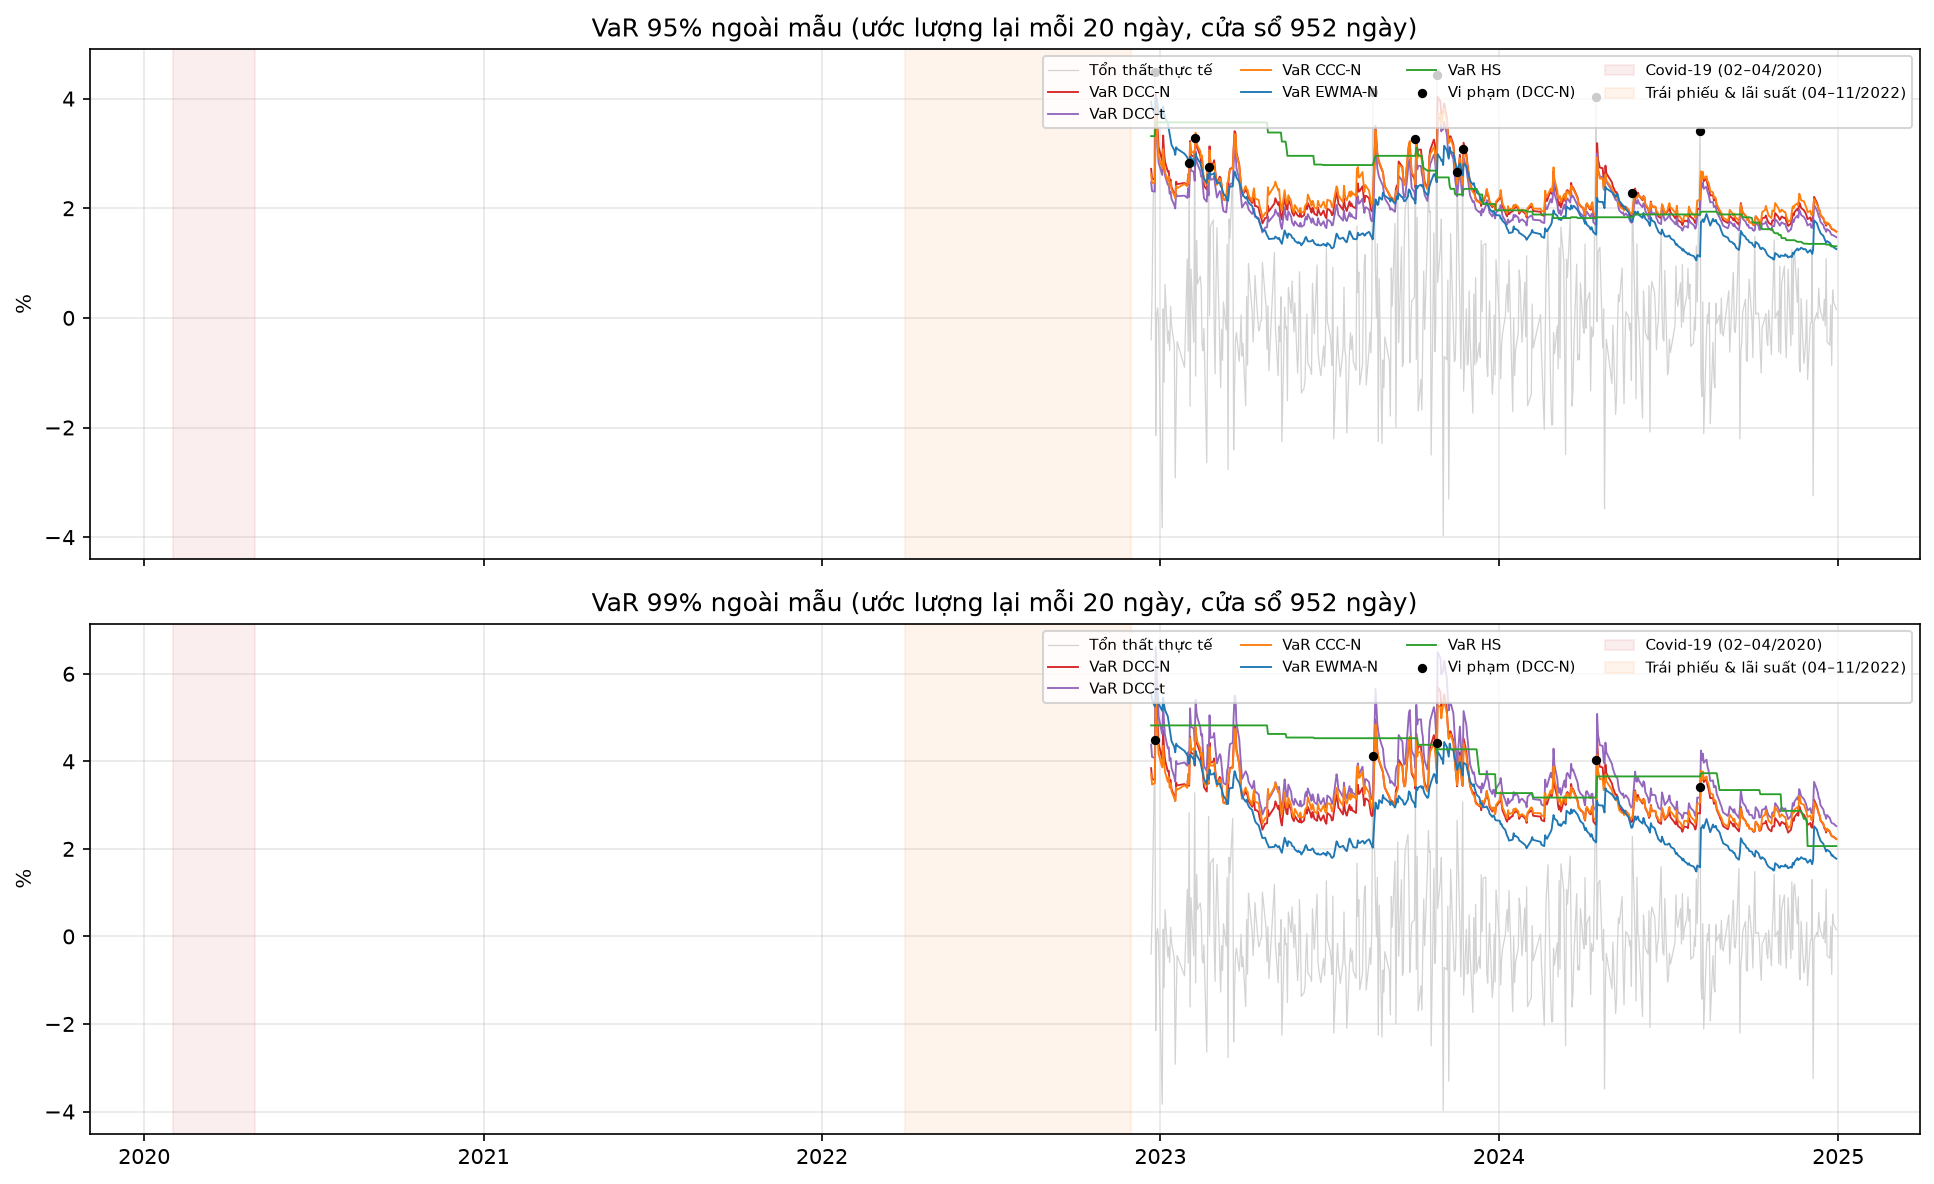 VaR 95% ngoài mẫu (ước lượng lại mỗi 20 ngày, cửa sổ 952 ngày)
Tổn thất thực tế
VaR DCC-N
VaR DCC-t
VaR CCC-N
VaR EWMA-N
VaR HS
Vi phạm (DCC-N)
Covid-19 (02–04/2020)
Trái phiếu & lãi suất (04–11/2022)
4
2
0
−2
−4
%
VaR 99% ngoài mẫu (ước lượng lại mỗi 20 ngày, cửa sổ 952 ngày)
Tổn thất thực tế
VaR DCC-N
VaR DCC-t
VaR CCC-N
VaR EWMA-N
VaR HS
Vi phạm (DCC-N)
Covid-19 (02–04/2020)
Trái phiếu & lãi suất (04–11/2022)
6
4
2
0
−2
−4
%
2020 2021 2022 2023 2024 2025